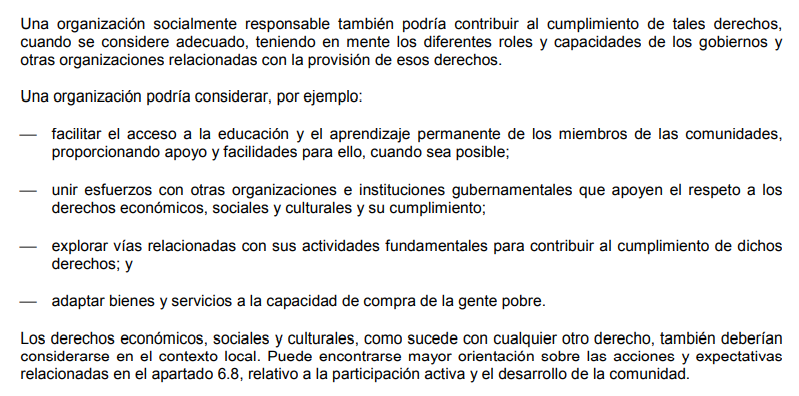 Una organización socialmente responsable también podría contribuir al cumplimiento de tales derechos,
cuando se considere adecuado, teniendo en mente los diferentes roles y capacidades de los gobiernos y
otras organizaciones relacionadas con la provisión de esos derechos.
Una organización podría considerar, por ejemplo:
— facilitar el acceso a la educación y el aprendizaje permanente de los miembros de las comunidades,
proporcionando apoyo y facilidades para ello, cuando sea posible;
— unir esfuerzos con otras organizaciones e instituciones gubernamentales que apoyen el respeto a los
derechos económicos, sociales y culturales y su cumplimiento;
— explorar vías relacionadas con sus actividades fundamentales para contribuir al cumplimiento de dichos
derechos; y
— adaptar bienes y servicios a la capacidad de compra de la gente pobre.
Los derechos económicos, sociales y culturales, como sucede con cualquier otro derecho, también deberían
considerarse en el contexto local. Puede encontrarse mayor orientación sobre las acciones y expectativas
relacionadas en el apartado 6.8, relativo a la participación activa y el desarrollo de la comunidad.